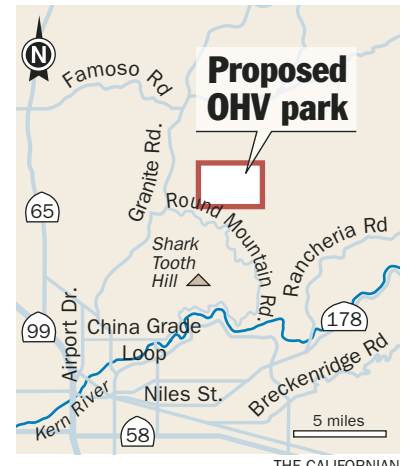 N
Famoso Rd
Proposed
OHV park
Granite Rd.
65
Round Mountain Rd.
Rancheria Rd
Shark
Tooth
Hill
178
99
Airport Dr.
China Grade
Loop
Breckenridge Rd
Niles St.
Kern River
58
5 miles
THE CALIFORNIAN